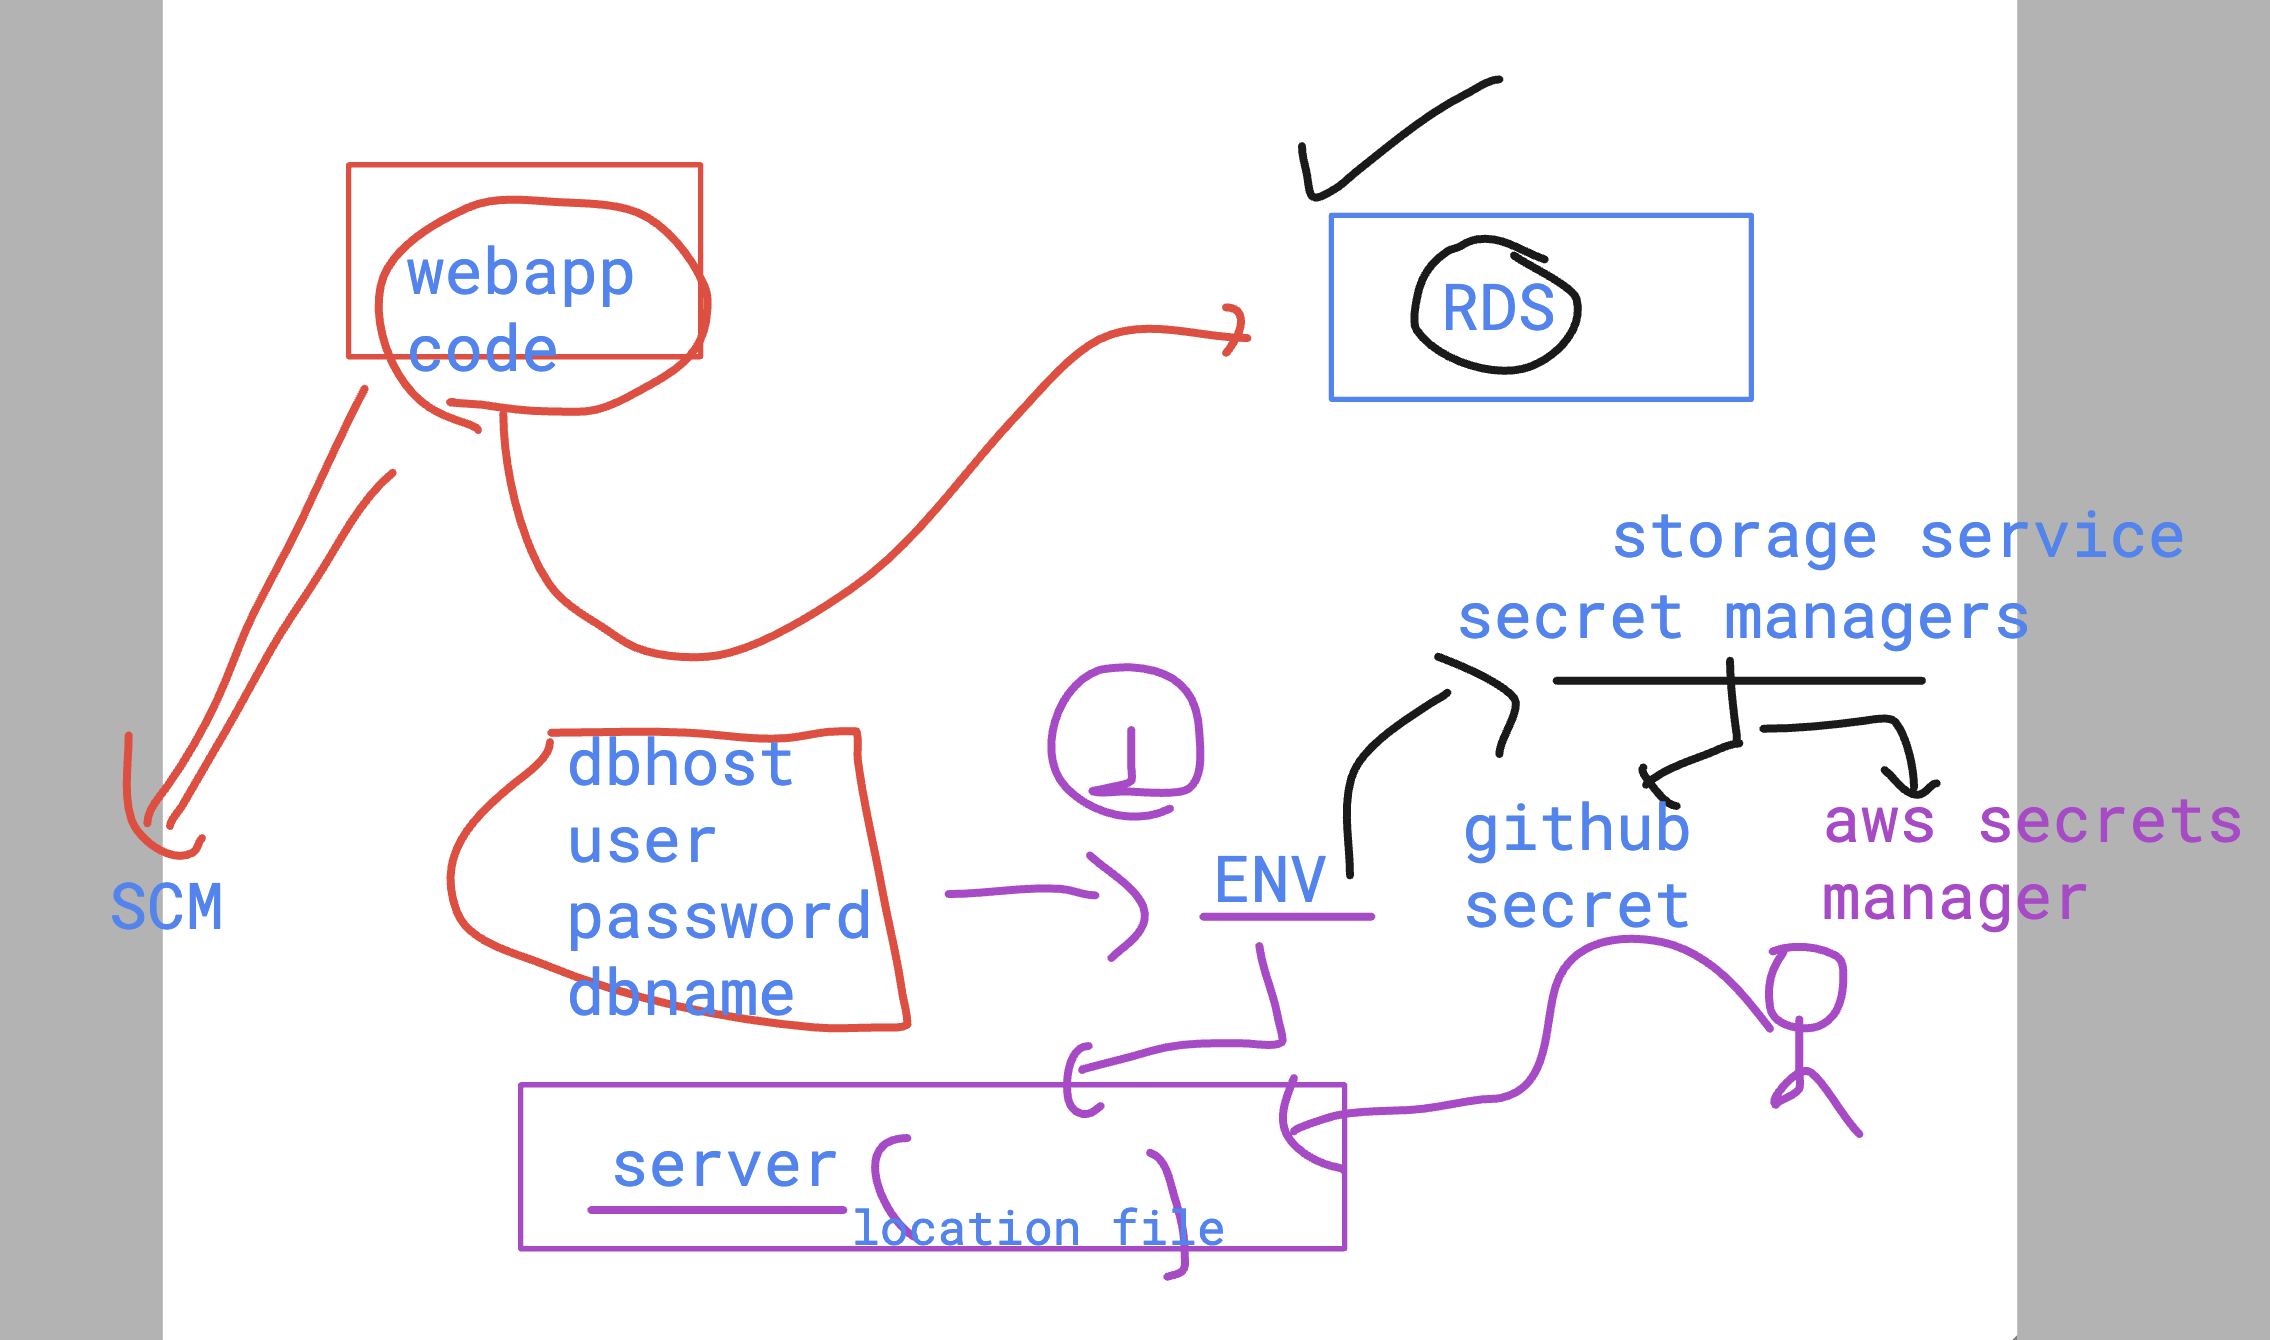 webapp
code
RDS
storage service
secret managers
dbhost
user
password
dbname
1
ENV
github
secret
aws secrets
manager
SCM
server
location file